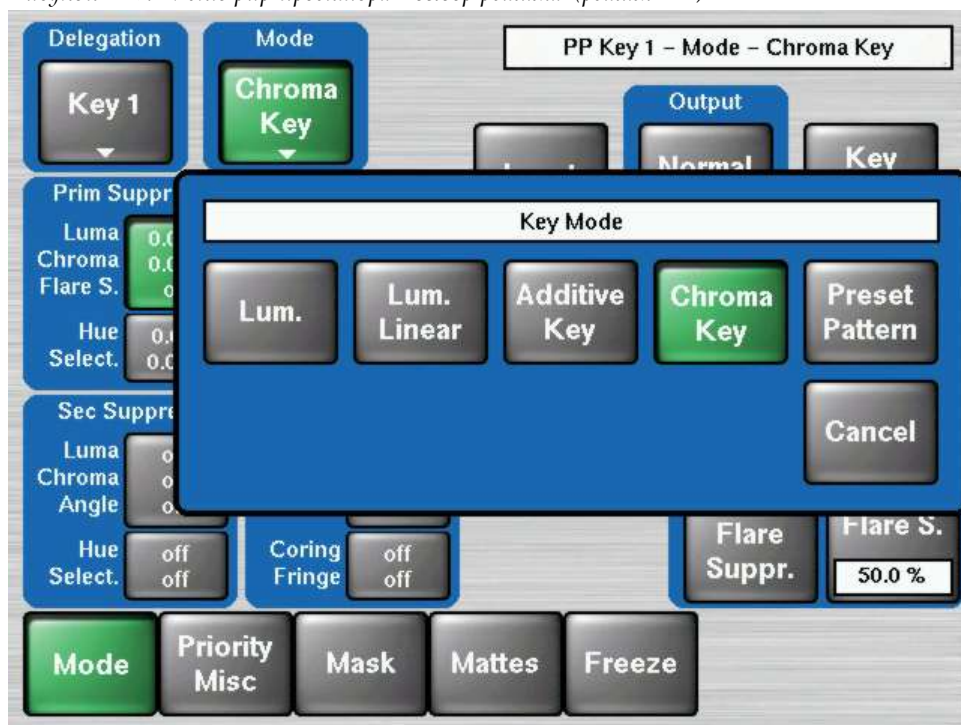 Delegation
Mode
PP Key 1 – Mode – Chroma Key
Key 1
Chroma
Key
Output
Normal
Key
Prim Suppr
Luma
Chroma
Flare S.
Hue
Select.
Key Mode
Lum.
Lum.
Linear
Additive
Key
Chroma
Key
Preset
Pattern
Cancel
Sec Suppre
Luma
Chroma
Angle
Hue
Select.
off
off
Coring
Fringe
off
off
Flare
Suppr.
Flare S.
50.0 %
Mode
Priority
Misc
Mask
Mattes
Freeze